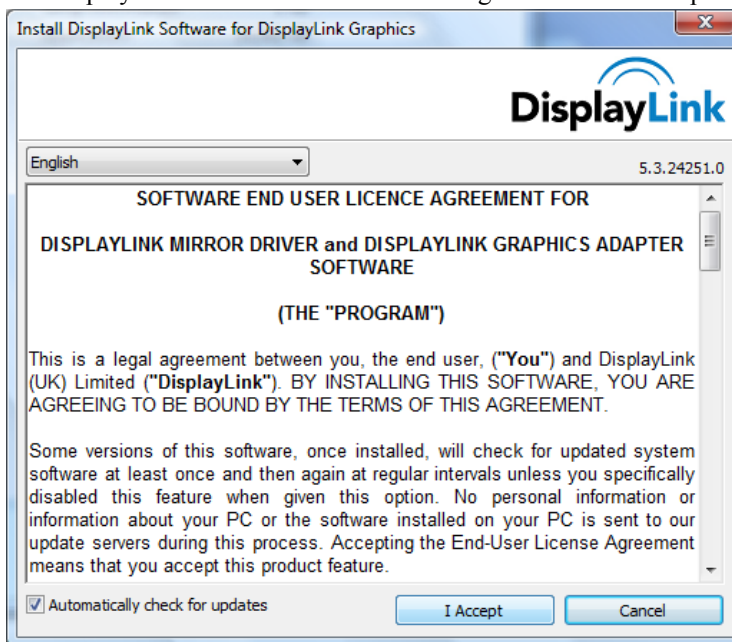 Install DisplayLink Software for DisplayLink Graphics
DisplayLink
English
5.3.24251.0
SOFTWARE END USER LICENCE AGREEMENT FOR
DISPLAYLINK MIRROR DRIVER and DISPLAYLINK GRAPHICS ADAPTER
SOFTWARE
(THE "PROGRAM")
This is a legal agreement between you, the end user, ("You") and DisplayLink
(UK) Limited ("DisplayLink"). BY INSTALLING THIS SOFTWARE, YOU ARE
AGREEING TO BE BOUND BY THE TERMS OF THIS AGREEMENT.
Some versions of this software, once installed, will check for updated system
software at least once and then again at regular intervals unless you specifically
disabled this feature when given this option. No personal information or
information about your PC or the software installed on your PC is sent to our
update servers during this process. Accepting the End-User License Agreement
means that you accept this product feature.
Automatically check for updates
I Accept
Cancel